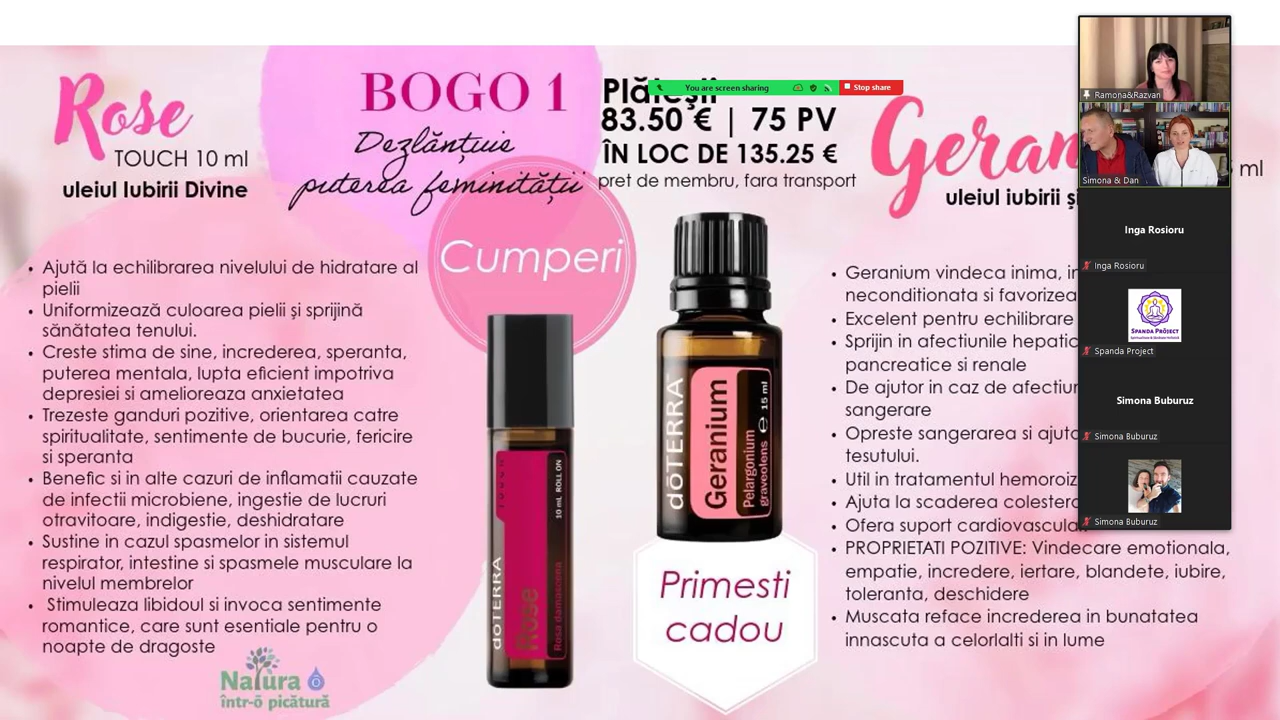 Rose
TOUCH 10 ml
uleiul Iubirii Divine
BOGO 1
Dezlănțuie
puterea feminității
Plătești
83.50 € | 75 PV
ÎN LOC DE 135.25 €
pret de membru, fara transport
You are screen sharing
Stop share
Geran
ml
uleiul iubirii și
Cumperi
Ajută la echilibrarea nivelului de hidratare al
pielii
Uniformizează culoarea pielii și sprijină
sănătatea tenului.
Creste stima de sine, increderea, speranta,
puterea mentala, lupta eficient impotriva
depresiei si amelioreaza anxietatea
Trezeste ganduri pozitive, orientarea catre
spiritualitate, sentimente de bucurie, fericire
si speranta
Benefic si in alte cazuri de inflamatii cauzate
de infectii microbiene, ingestie de lucruri
otravitoare, indigestie, deshidratare
Sustine in cazul spasmelor in sistemul
respirator, intestine si spasmele musculare la
nivelul membrelor
Stimuleaza libidoul si invoca sentimente
romantice, care sunt esentiale pentru o
noapte de dragoste
Natura
într-o picătură
TOUCH
10 mL ROLL ON
dōTERRA
Rose
Rosa damascena
dōTERRA
Geranium
Pelargonium
graveolens
℮ 15 ml
Primesti
cadou
Geranium vindeca inima,
neconditionata si favorizea
Excelent pentru echilibrare
Sprijin in afectiunile hepatic
pancreatice si renale
De ajutor in caz de afectiun
sangerare
Opreste sangerarea si ajuta
tesutului.
Util in tratamentul hemoroiz
Ajuta la scaderea colestero
Ofera suport cardiovascula
PROPRIETATI POZITIVE: Vindecare emotionala,
empatie, incredere, iertare, blandete, iubire,
toleranta, deschidere
Muscata reface increderea in bunatatea
innascuta a celorlalti si in lume
Ramona&Razvan
Simona & Dan
Inga Rosioru
Inga Rosioru
SPANDA PROJECT
Spanda Project
Simona Buburuz
Simona Buburuz
Simona Buburuz